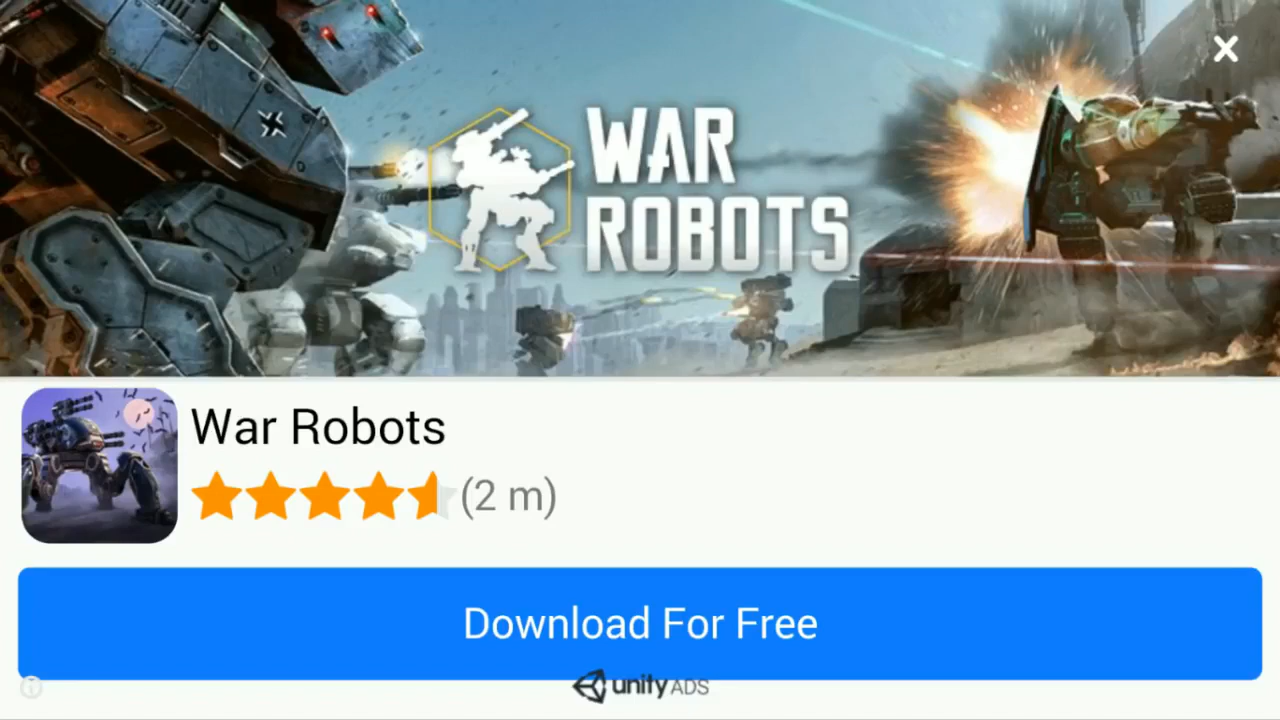 WAR
ROBOTS
War Robots
(2 m)
Download For Free
unity ADS